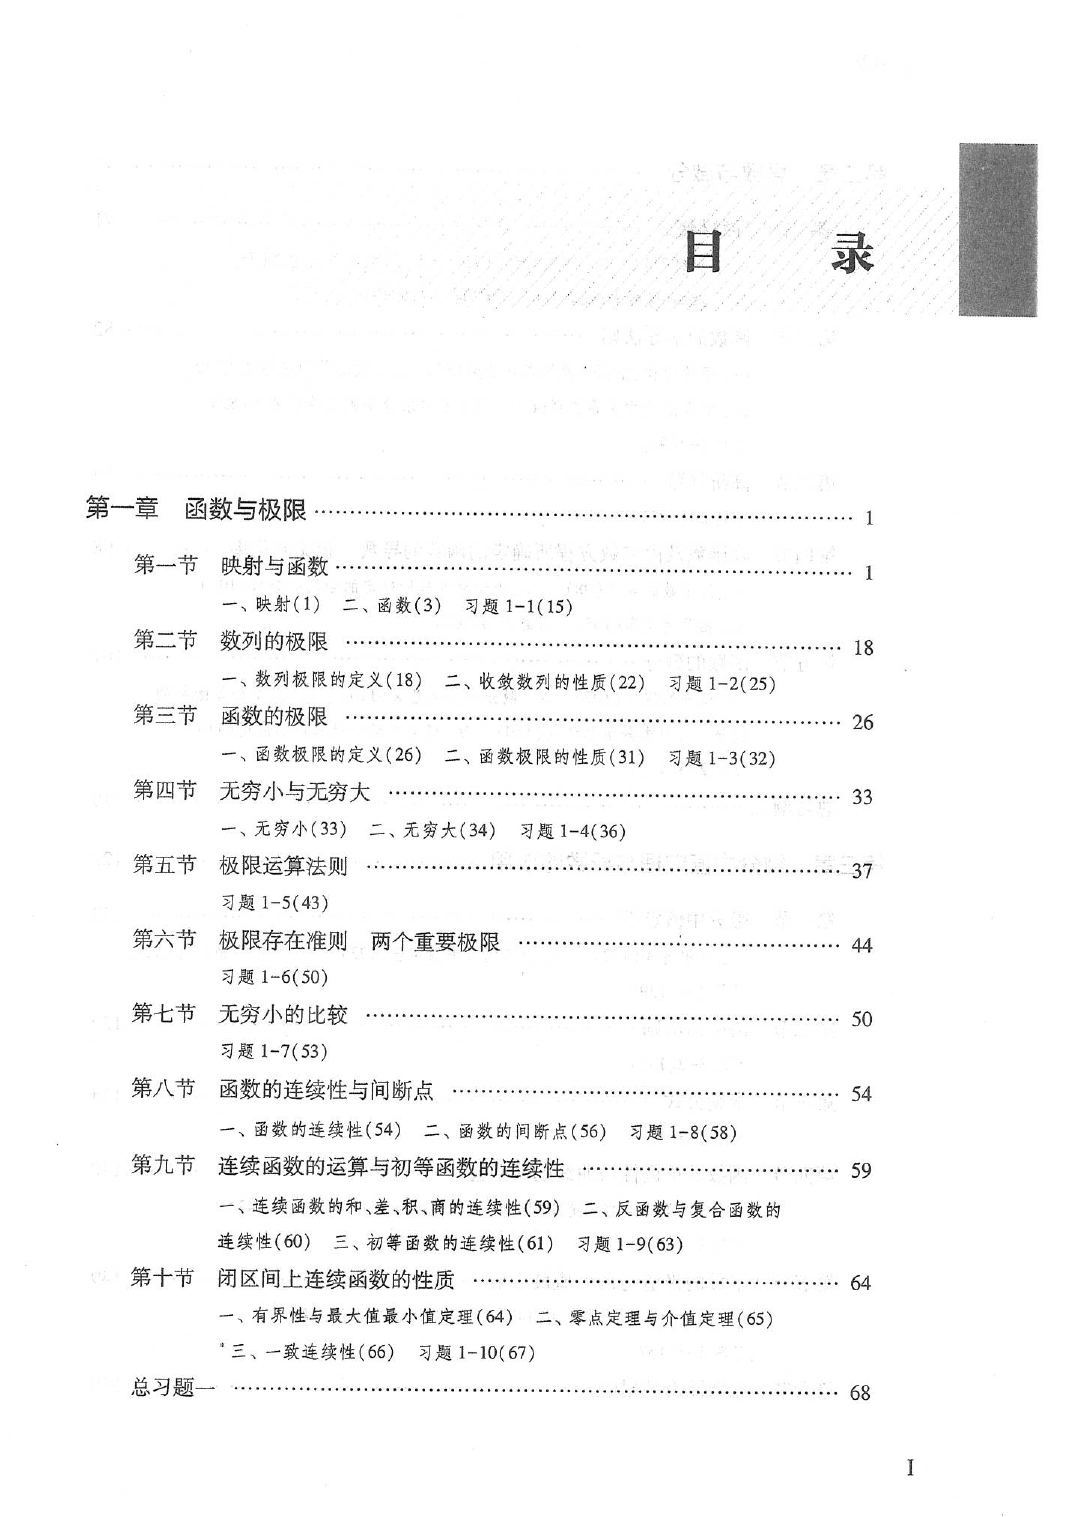 目 录
第一章 函数与极限 …… 1
第一节 映射与函数 …… 1
一、映射(1) 二、函数(3) 习题1-1(15)
第二节 数列的极限 …… 18
一、数列极限的定义(18) 二、收敛数列的性质(22) 习题1-2(25)
第三节 函数的极限 …… 26
一、函数极限的定义(26) 二、函数极限的性质(31) 习题1-3(32)
第四节 无穷小与无穷大 …… 33
一、无穷小(33) 二、无穷大(34) 习题1-4(36)
第五节 极限运算法则 …… 37
习题1-5(43)
第六节 极限存在准则 两个重要极限 …… 44
习题1-6(50)
第七节 无穷小的比较 …… 50
习题1-7(53)
第八节 函数的连续性与间断点 …… 54
一、函数的连续性(54) 二、函数的间断点(56) 习题1-8(58)
第九节 连续函数的运算与初等函数的连续性 …… 59
一、连续函数的和、差、积、商的连续性(59) 二、反函数与复合函数的
连续性(60) 三、初等函数的连续性(61) 习题1-9(63)
第十节 闭区间上连续函数的性质 …… 64
一、有界性与最大值最小值定理(64) 二、零点定理与介值定理(65)
*三、一致连续性(66) 习题1-10(67)
总习题一 …… 68
I